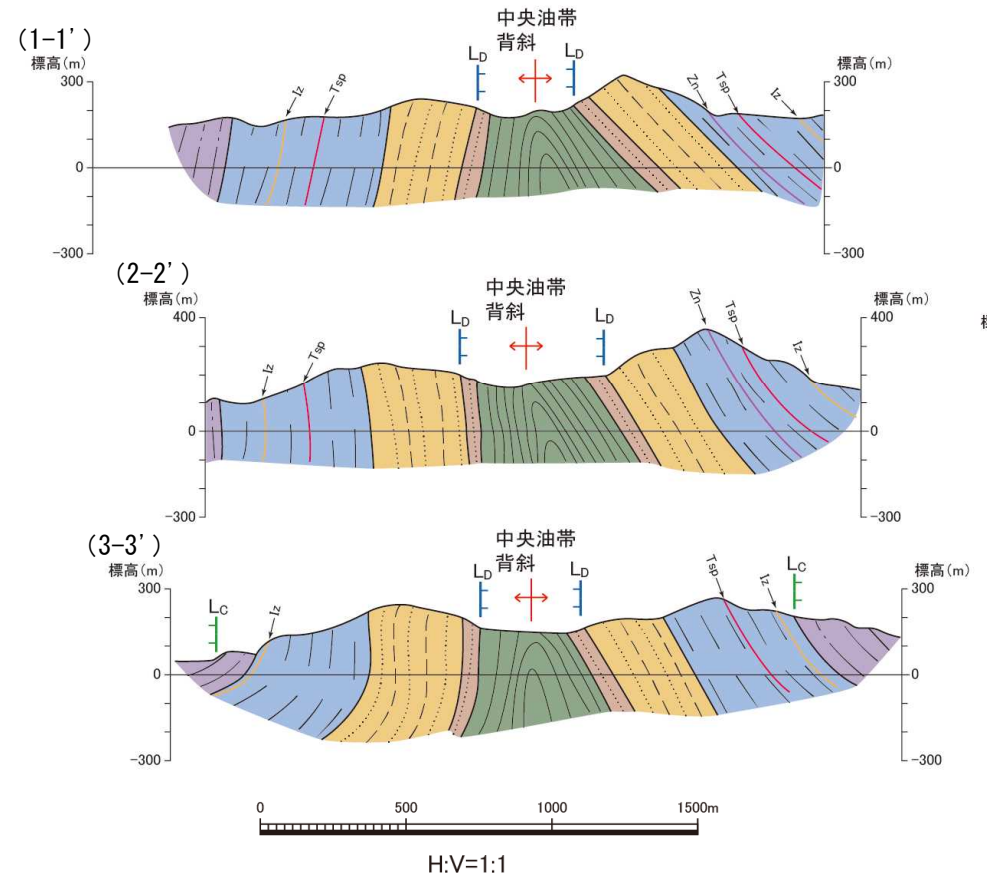 (1-1')
標高(m)
300
0
-300
Iz
Tsp
LD
中央油帯
背斜
LD
Zn
Tsp
Iz
標高(m)
300
0
-300
(2-2')
標高(m)
400
0
-300
Iz
Tsp
LD
中央油帯
背斜
LD
Zn
Tsp
Iz
標高(m)
400
0
-300
(3-3')
標高(m)
300
0
-300
LC
Iz
LD
中央油帯
背斜
LD
Tsp
Iz
LC
標高(m)
300
0
-300
0 500 1000 1500m
H:V=1:1